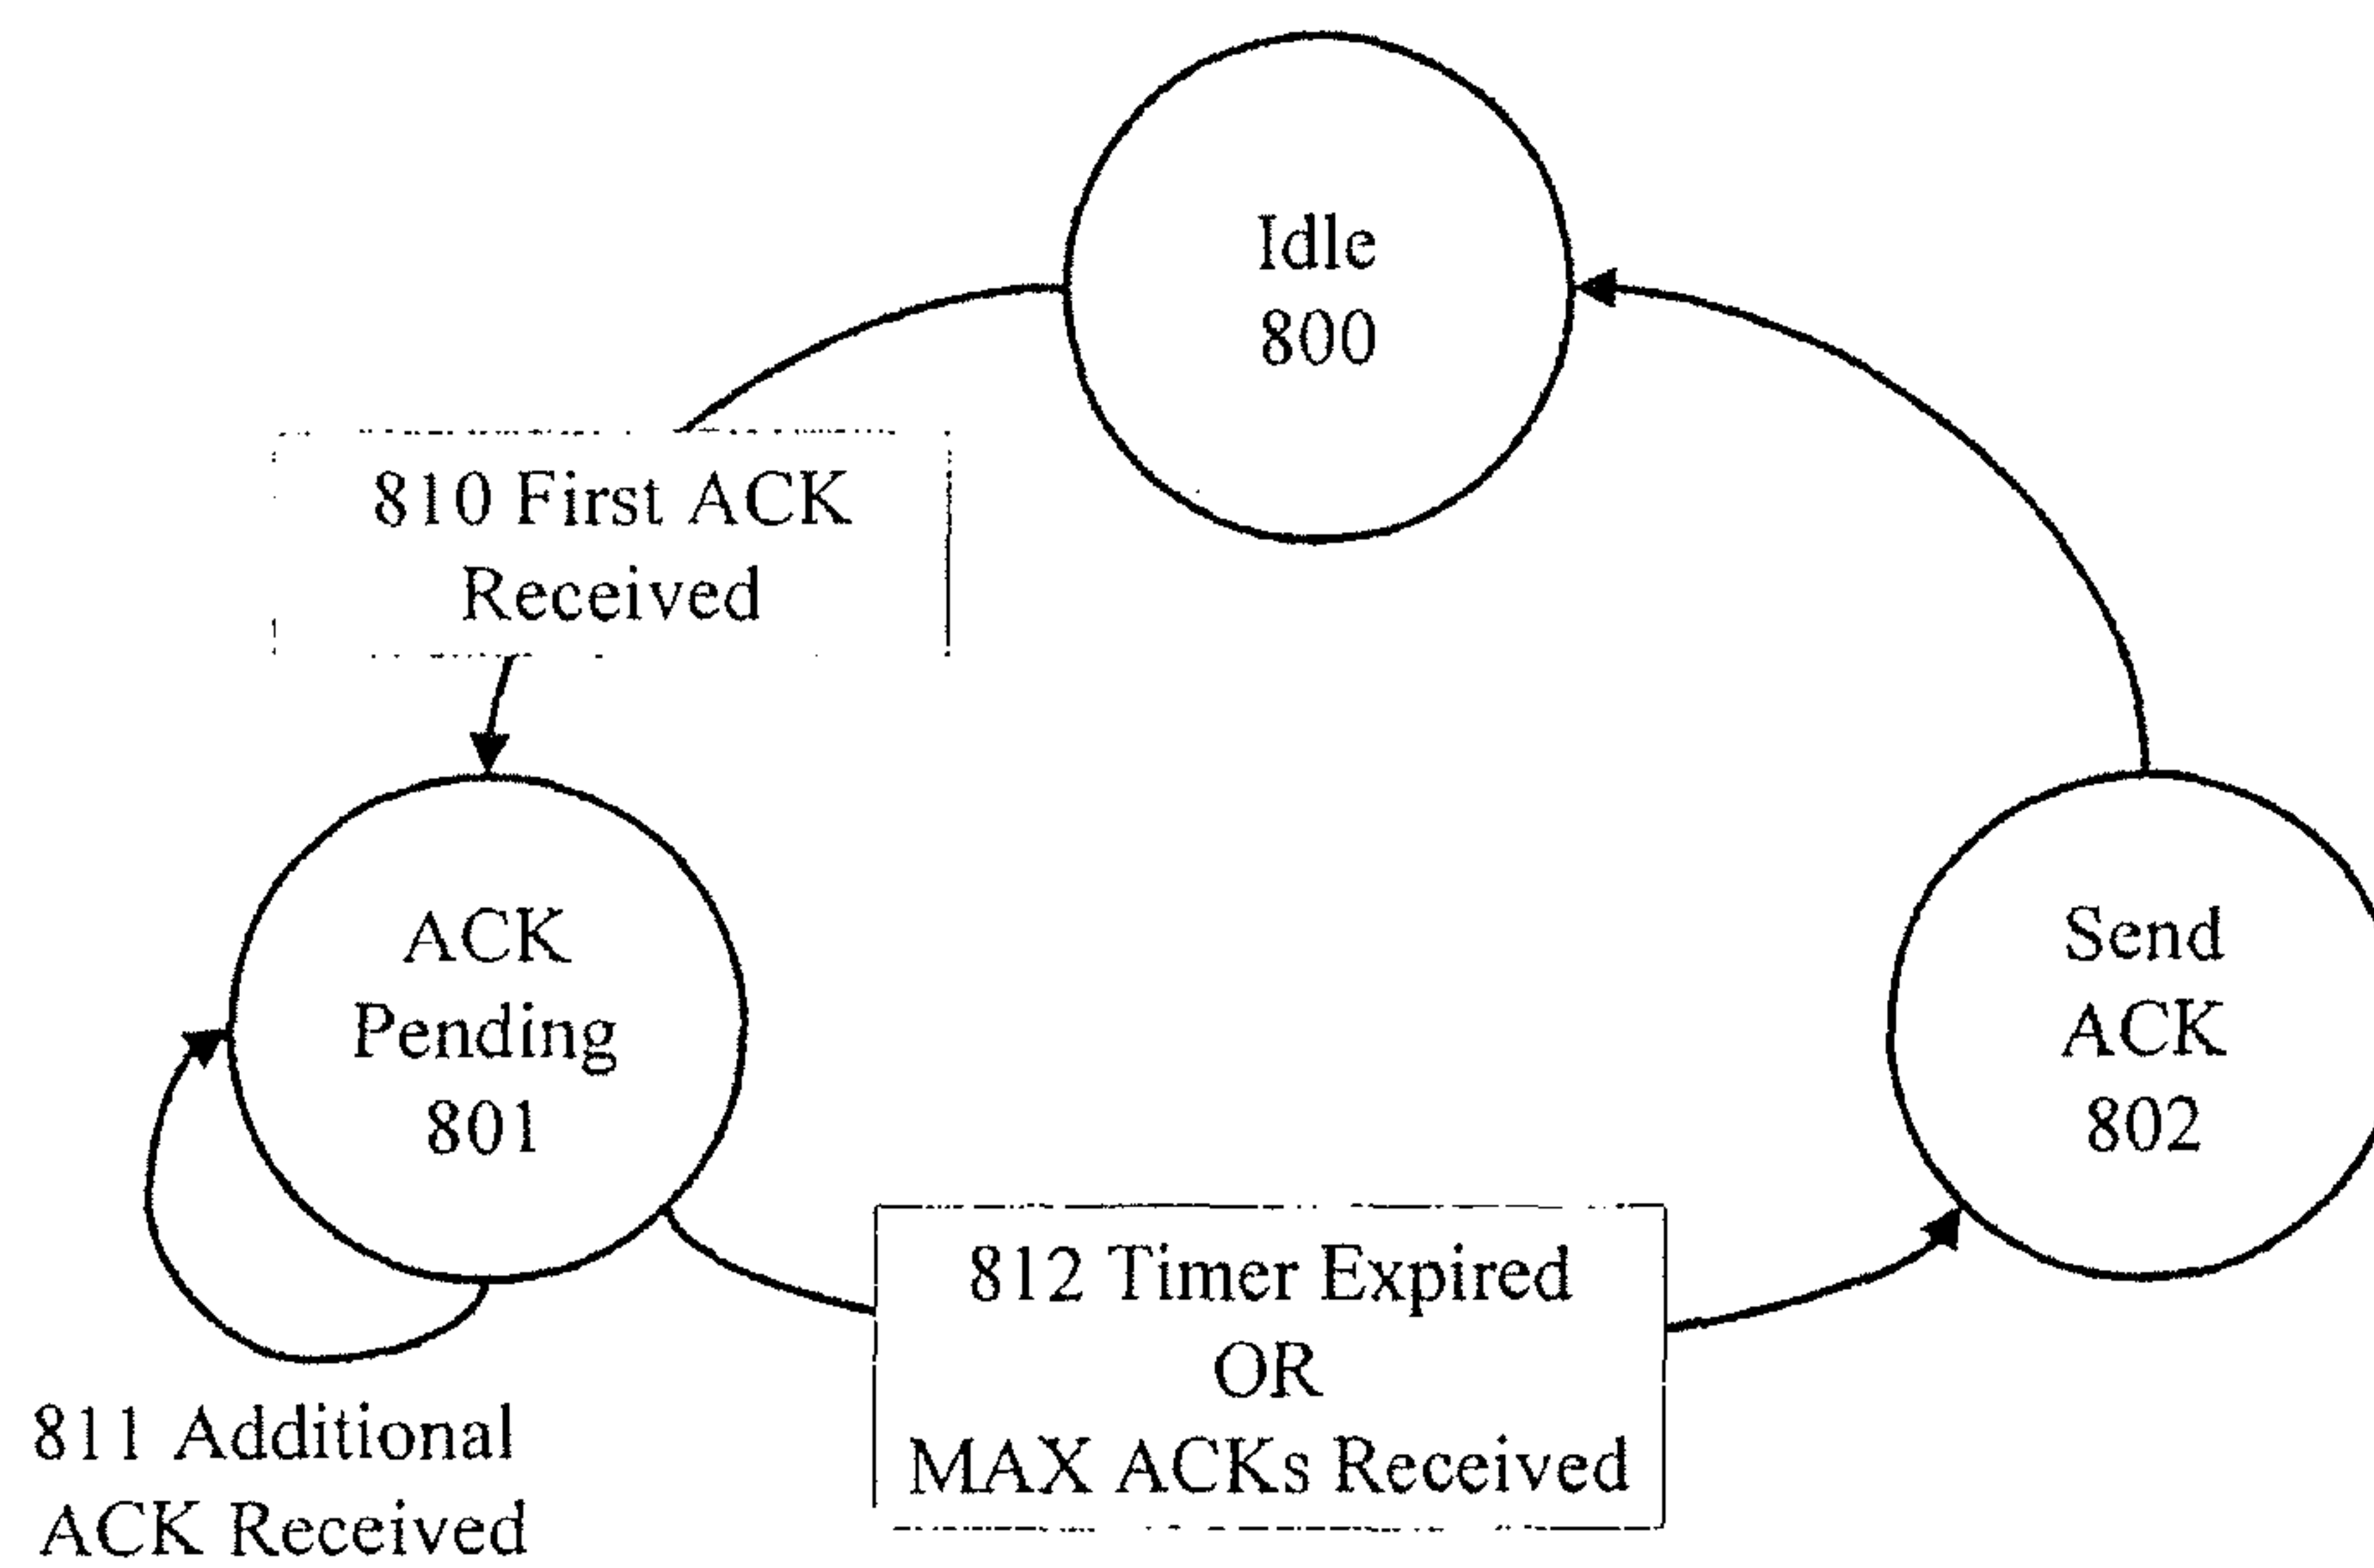 Idle
800
810 First ACK
Received
ACK
Pending
801
Send
ACK
802
812 Timer Expired
OR
MAX ACKs Received
811 Additional
ACK Received